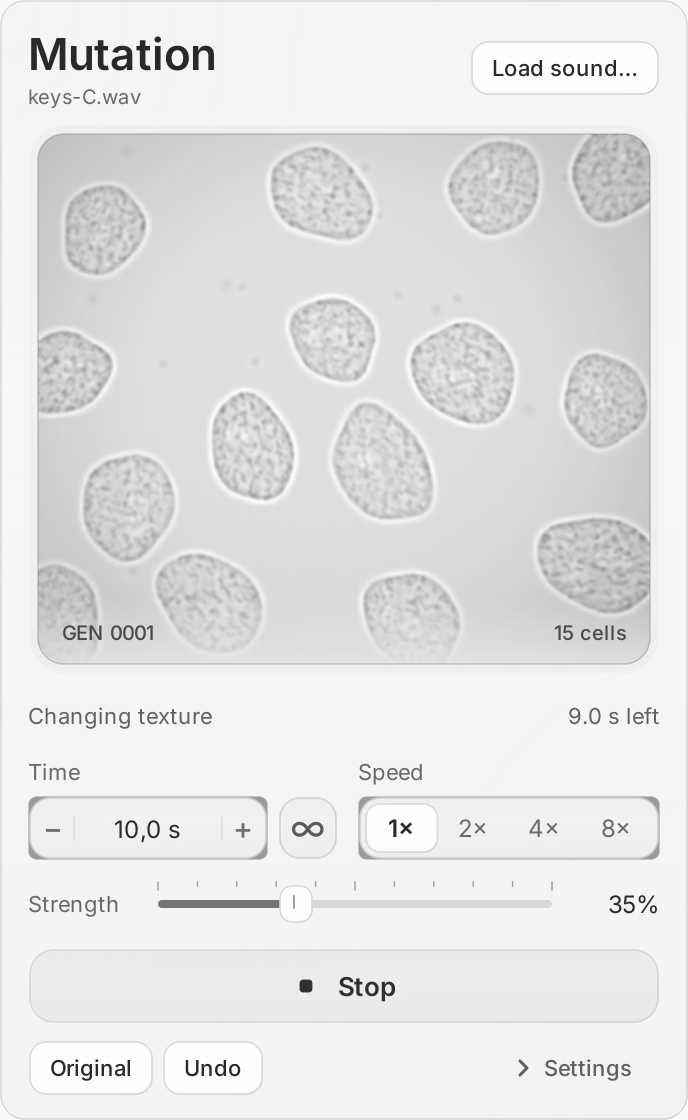 Mutation
Load sound...
keys-C.wav
GEN 0001
15 cells
Changing texture
9.0 s left
Time
Speed
− 10,0 s + ∞
1× 2× 4× 8×
Strength
35%
Stop
Original
Undo
Settings